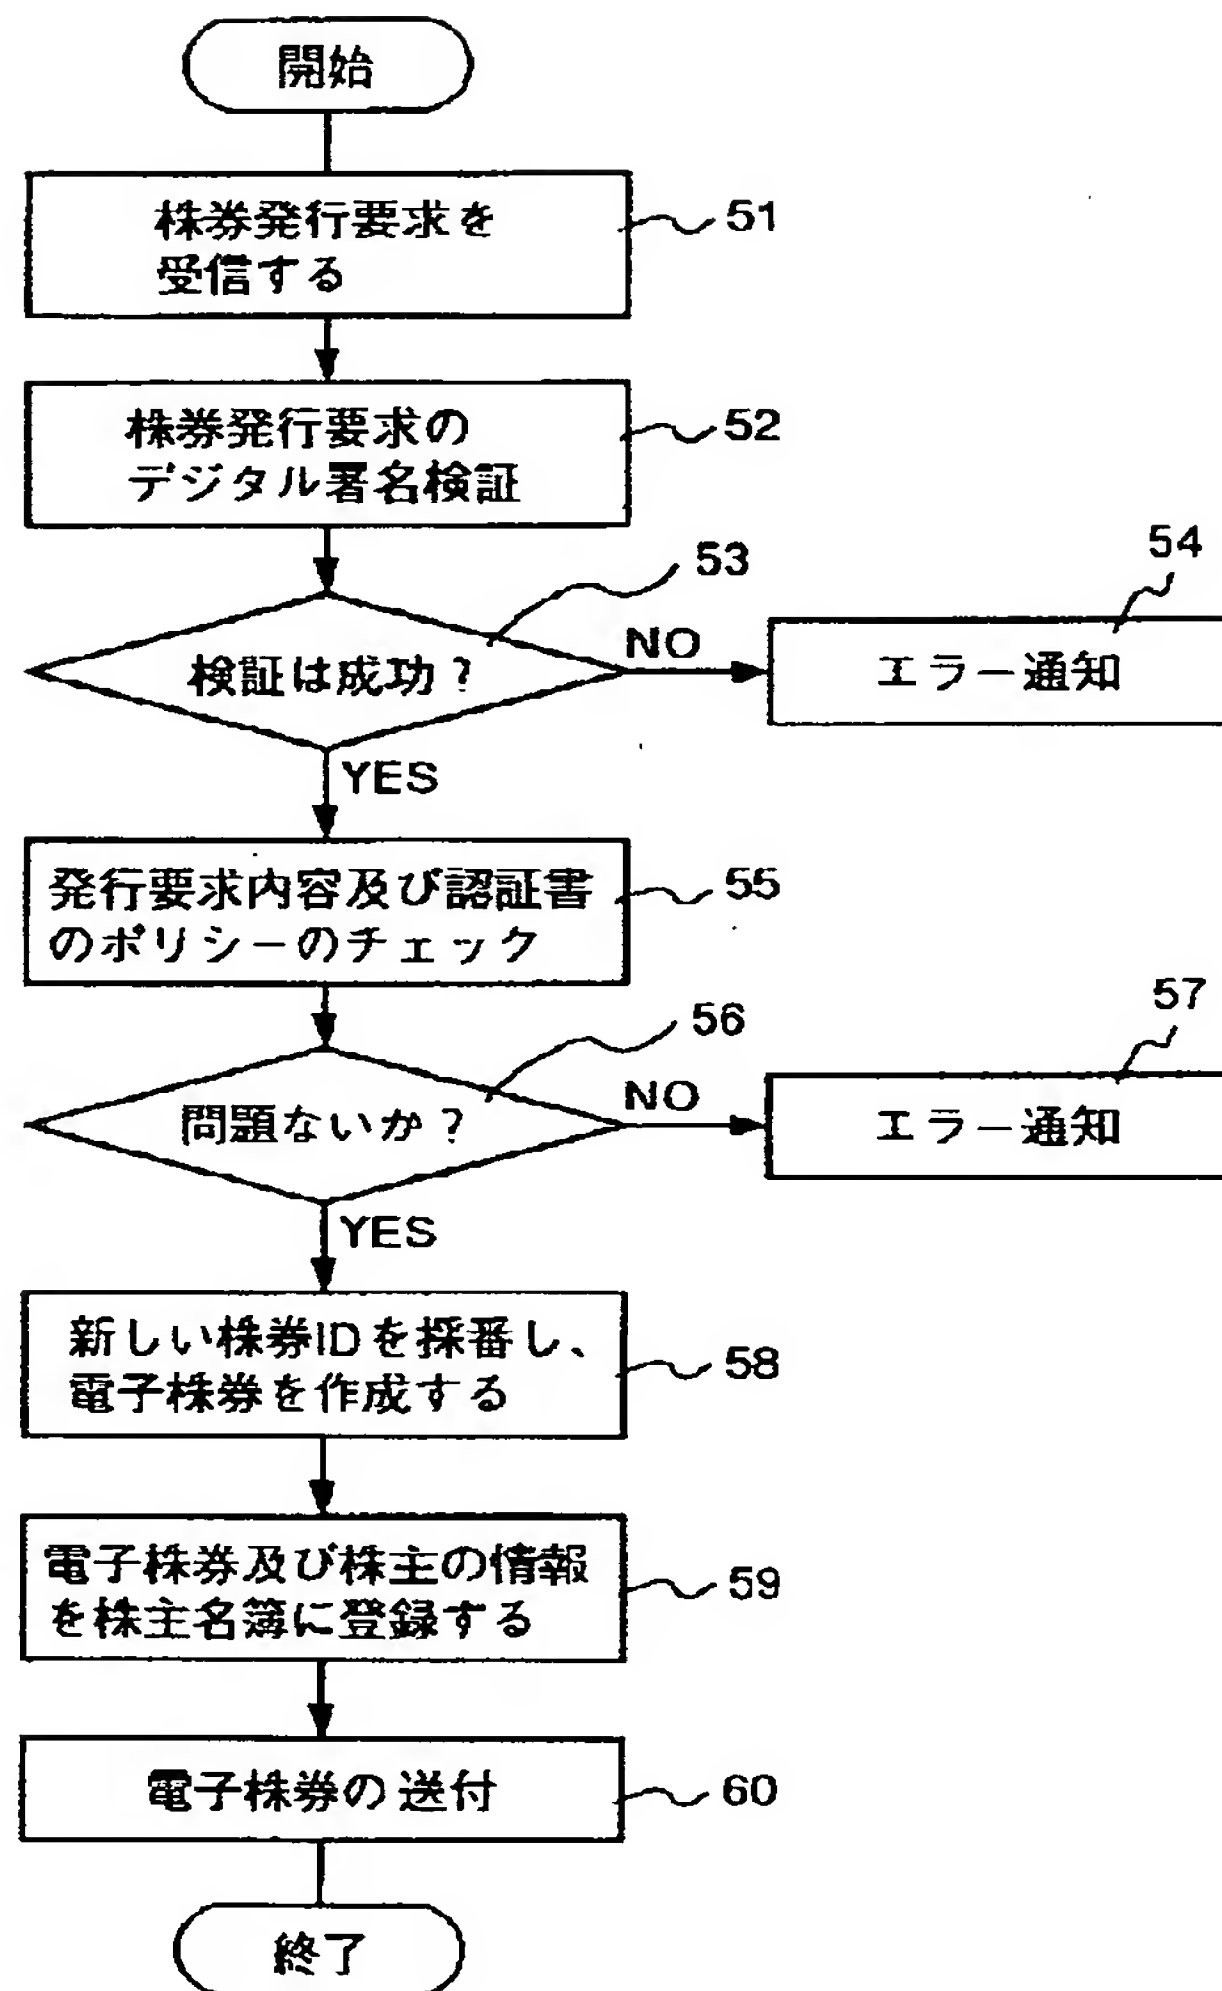 開始
株券発行要求を
受信する
51
株券発行要求の
デジタル署名検証
52
53
54
検証は成功？
NO
エラー通知
YES
発行要求内容及び認証書
のポリシーのチェック
55
56
57
問題ないか？
NO
エラー通知
YES
新しい株券IDを採番し、
電子株券を作成する
58
電子株券及び株主の情報
を株主名簿に登録する
59
電子株券の送付
60
終了